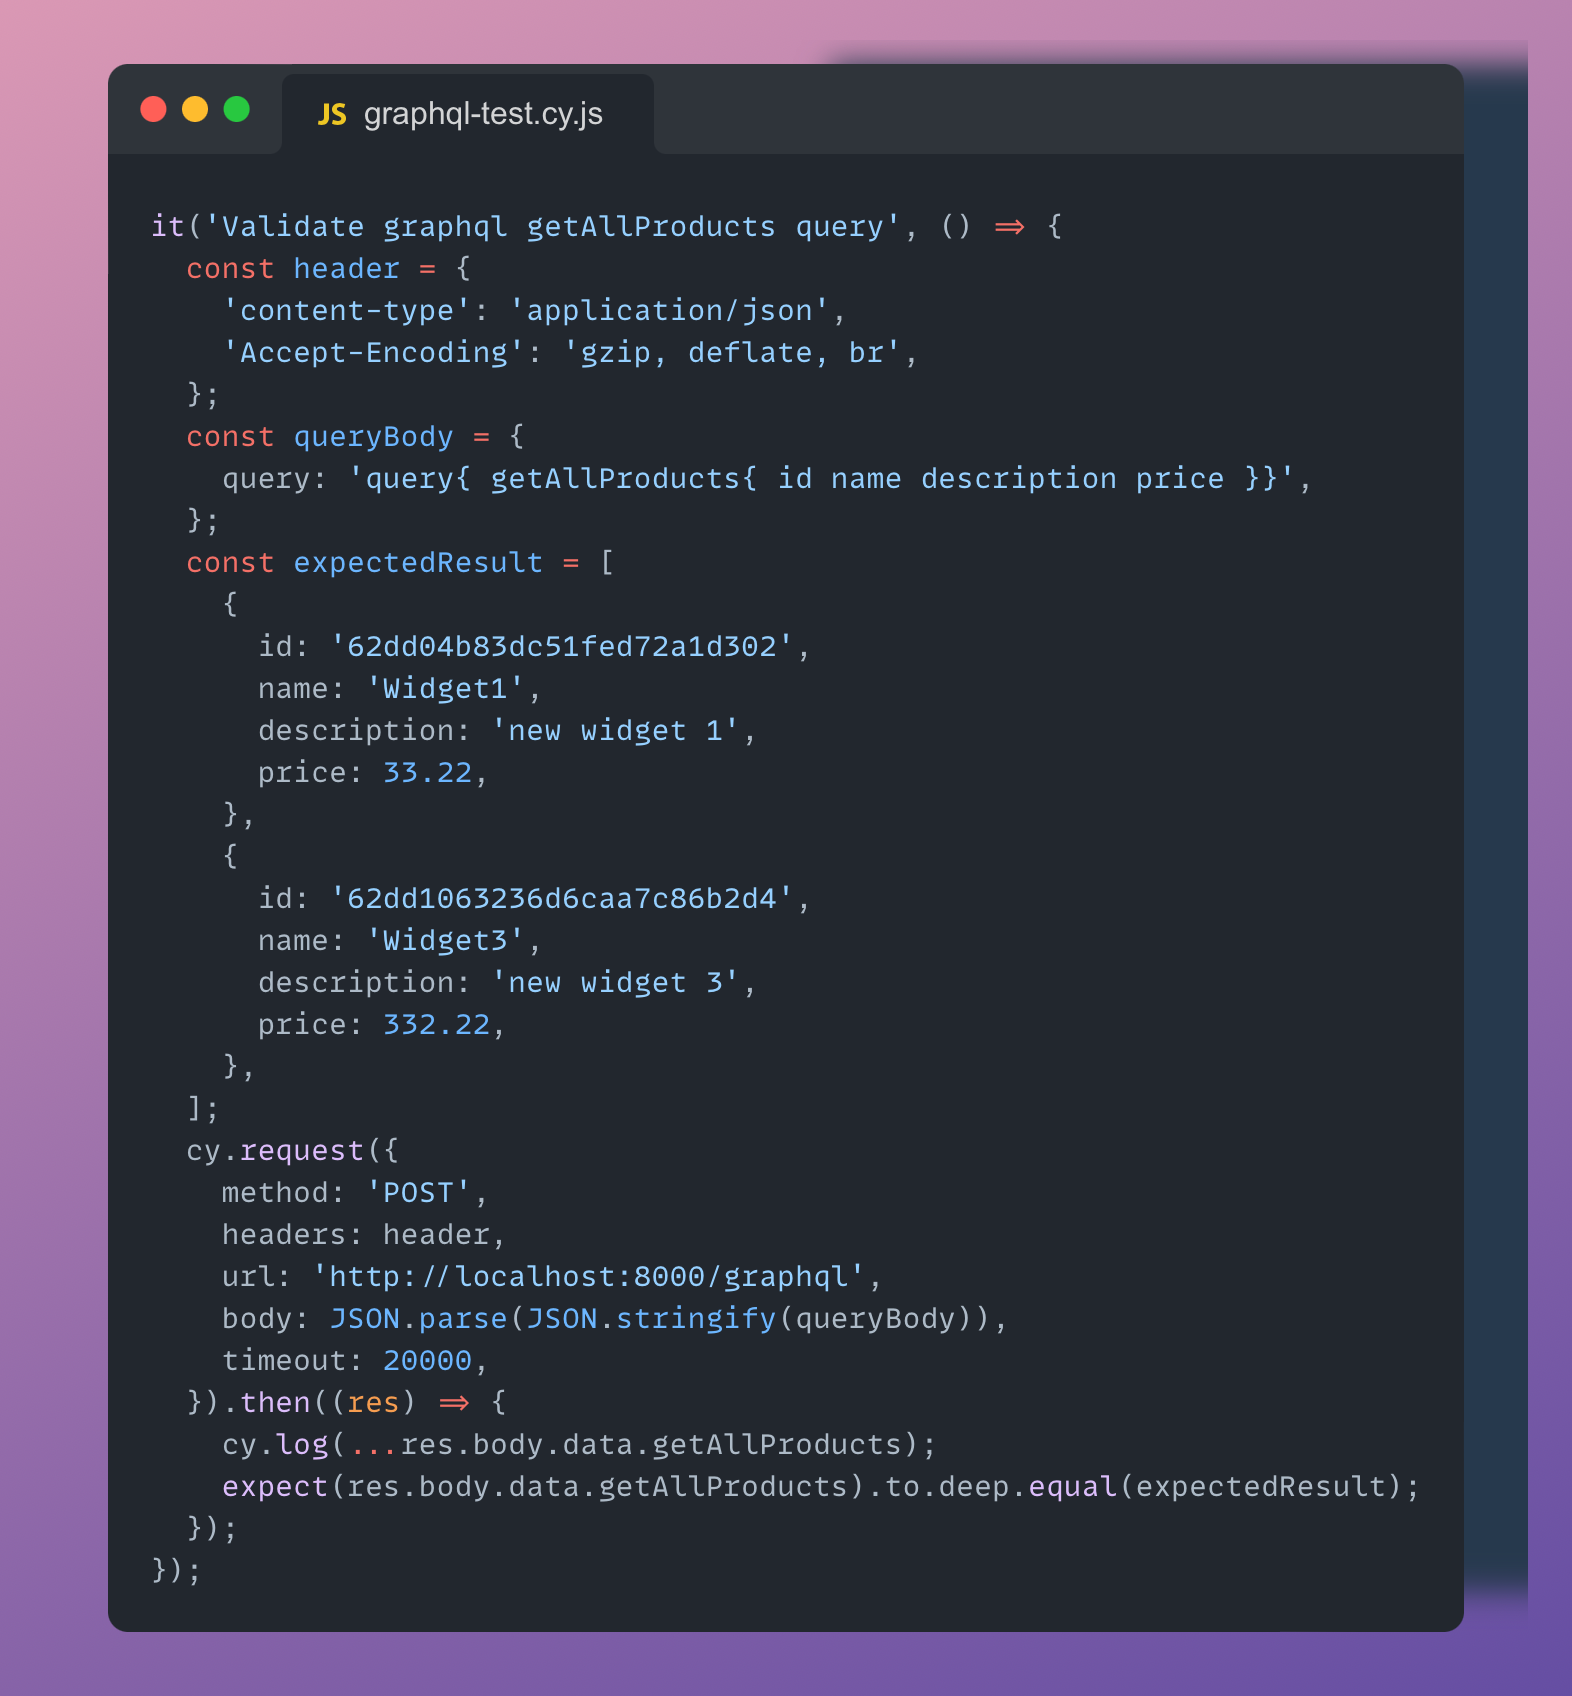 JS graphql-test.cy.js
it('Validate graphql getAllProducts query', () => {
  const header = {
    'content-type': 'application/json',
    'Accept-Encoding': 'gzip, deflate, br',
  };
  const queryBody = {
    query: 'query{ getAllProducts{ id name description price }}',
  };
  const expectedResult = [
    {
      id: '62dd04b83dc51fed72a1d302',
      name: 'Widget1',
      description: 'new widget 1',
      price: 33.22,
    },
    {
      id: '62dd1063236d6caa7c86b2d4',
      name: 'Widget3',
      description: 'new widget 3',
      price: 332.22,
    },
  ];
  cy.request({
    method: 'POST',
    headers: header,
    url: 'http://localhost:8000/graphql',
    body: JSON.parse(JSON.stringify(queryBody)),
    timeout: 20000,
  }).then((res) => {
    cy.log(...res.body.data.getAllProducts);
    expect(res.body.data.getAllProducts).to.deep.equal(expectedResult);
  });
});